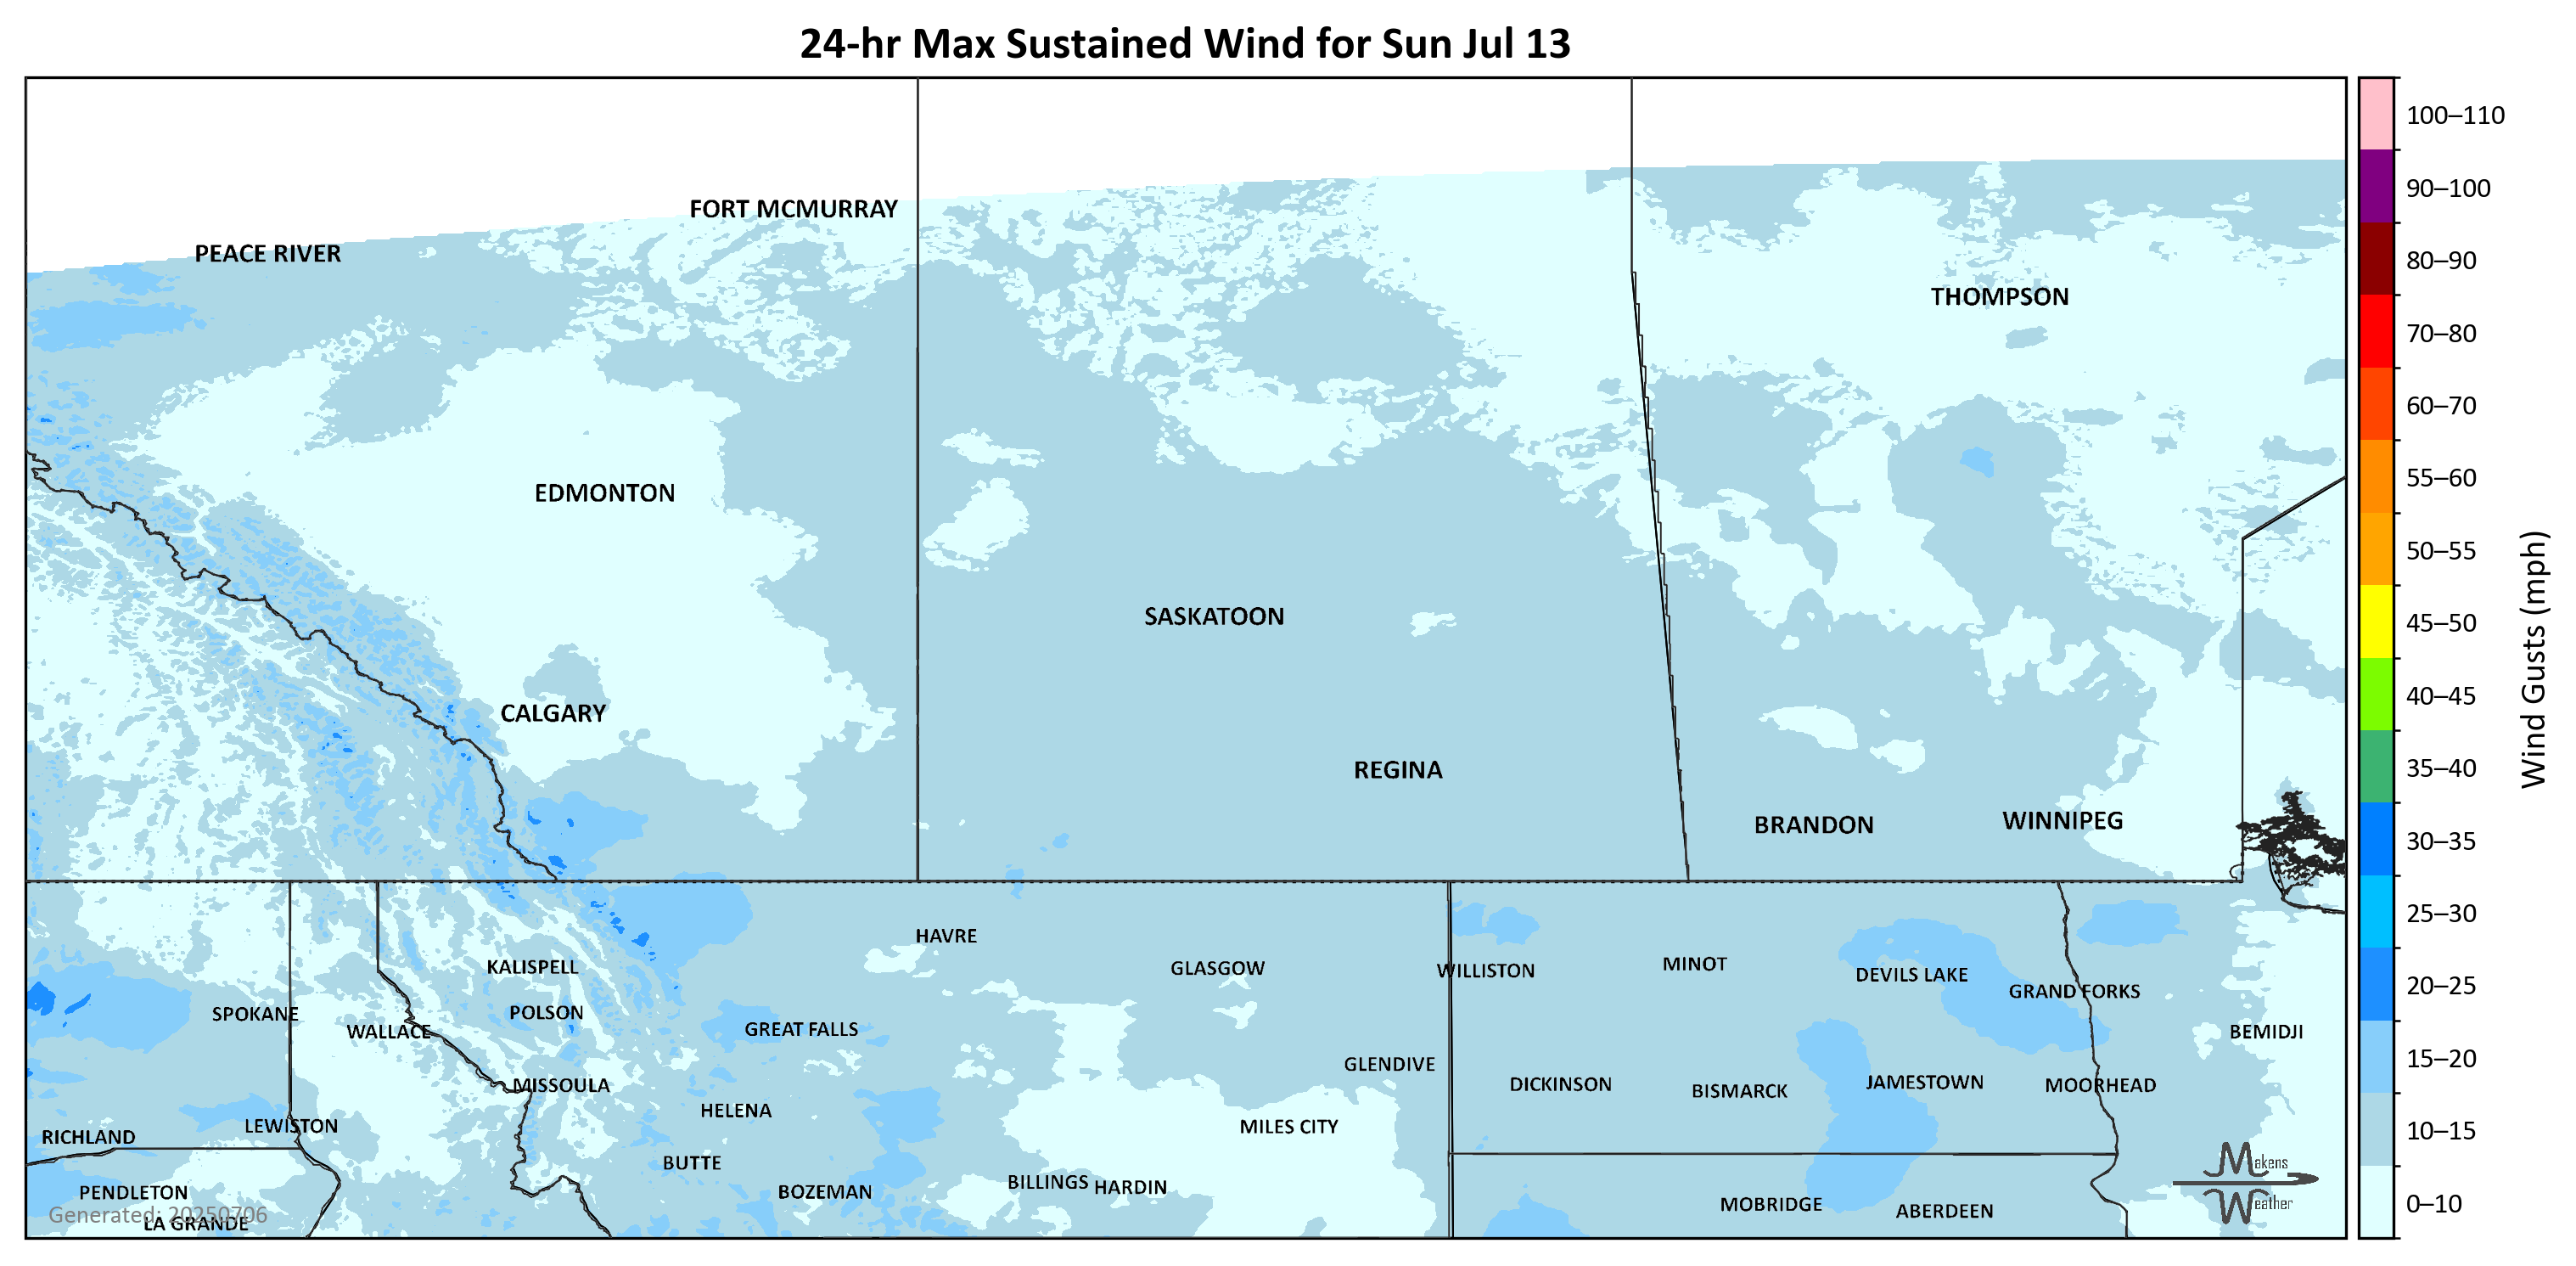 24-hr Max Sustained Wind for Sun Jul 13
FORT MCMURRAY
PEACE RIVER
THOMPSON
EDMONTON
SASKATOON
CALGARY
REGINA
BRANDON
WINNIPEG
HAVRE
KALISPELL
GLASGOW
WILLISTON
MINOT
DEVILS LAKE
GRAND FORKS
SPOKANE
POLSON
WALLACE
GREAT FALLS
BEMIDJI
GLENDIVE
MISSOULA
DICKINSON
BISMARCK
JAMESTOWN
MOORHEAD
HELENA
LEWISTON
RICHLAND
MILES CITY
BUTTE
PENDLETON
BOZEMAN
BILLINGS
HARDIN
MOBRIDGE
ABERDEEN
LA GRANDE
Generated: 20250706
Makens
Weather
100–110
90–100
80–90
70–80
60–70
55–60
50–55
45–50
40–45
35–40
30–35
25–30
20–25
15–20
10–15
0–10
Wind Gusts (mph)